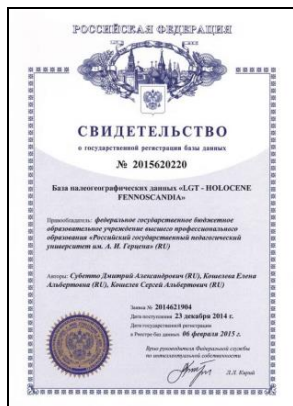 РОССИЙСКАЯ ФЕДЕРАЦИЯ
СВИДЕТЕЛЬСТВО
о государственной регистрации базы данных
№ 2015620220
База палеогеографических данных «LGT - HOLOCENE
FENNOSCANDIA»
Правообладатель: федеральное государственное бюджетное
образовательное учреждение высшего профессионального
образования «Российский государственный педагогический
университет им. А. И. Герцена» (RU)
Авторы: Субетто Дмитрий Александрович (RU), Кошелева Елена
Альбертовна (RU), Кошелев Сергей Альбертович (RU)
Заявка № 2014621904
Дата поступления 23 декабря 2014 г.
Дата государственной регистрации
в Реестре баз данных 06 февраля 2015 г.
Врио руководителя Федеральной службы
по интеллектуальной собственности
Л.Л. Кирий